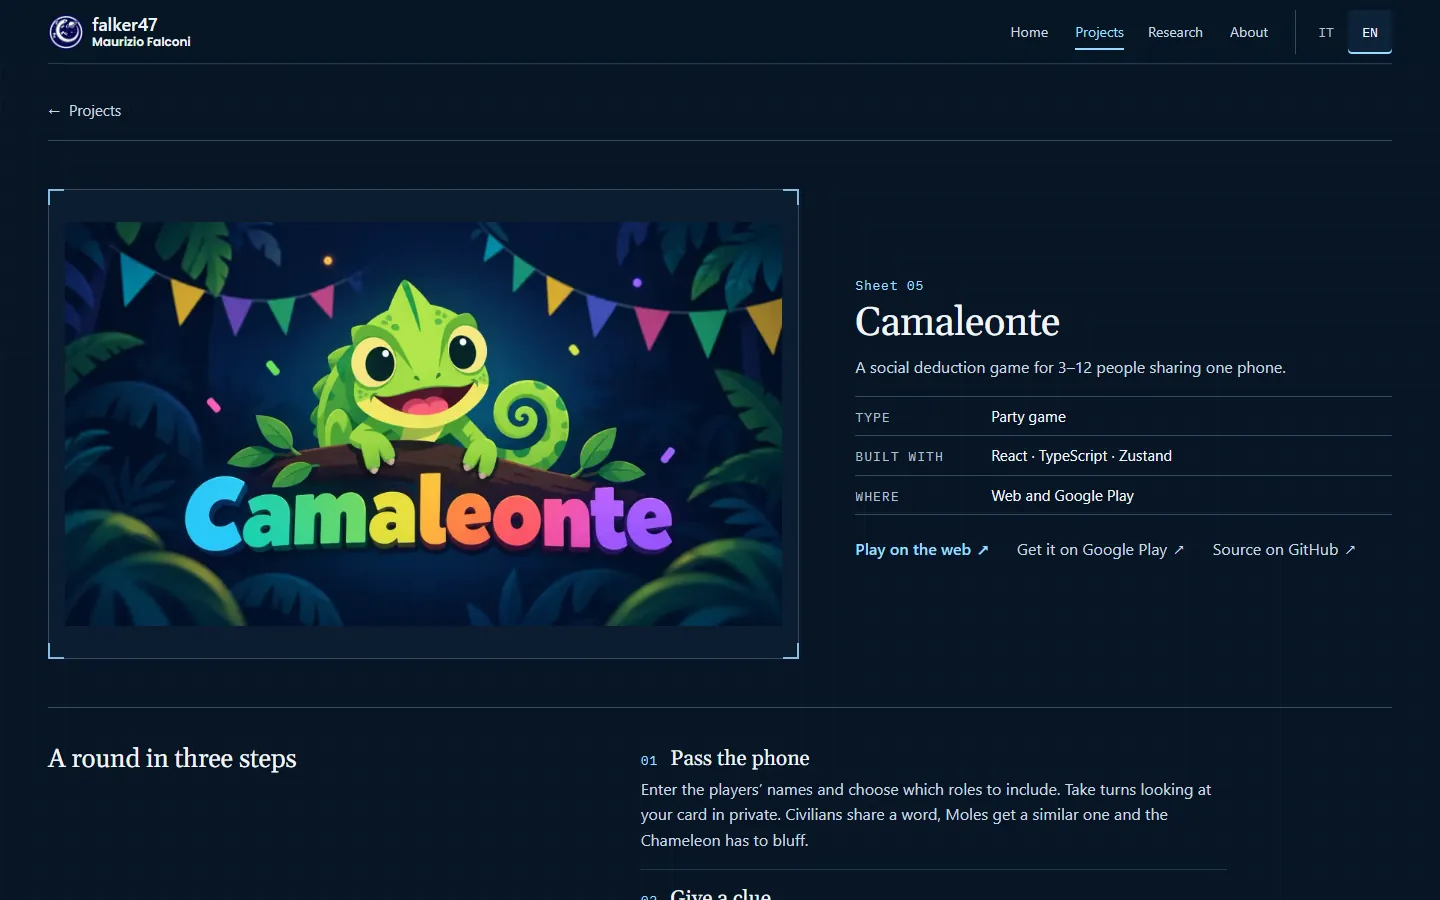 falker47
Maurizio Falconi
Home Projects Research About IT EN
← Projects
Camaleonte
Sheet 05
Camaleonte
A social deduction game for 3–12 people sharing one phone.
TYPE Party game
BUILT WITH React · TypeScript · Zustand
WHERE Web and Google Play
Play on the web ↗ Get it on Google Play ↗ Source on GitHub ↗
A round in three steps
01 Pass the phone
Enter the players’ names and choose which roles to include. Take turns looking at
your card in private. Civilians share a word, Moles get a similar one and the
Chameleon has to bluff.
02 Give a clue